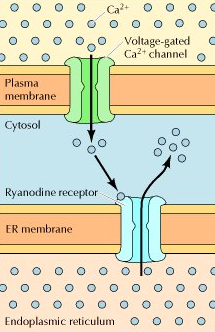 Ca²⁺
Voltage-gated
Ca²⁺ channel
Plasma
membrane
Cytosol
Ryanodine receptor
ER membrane
Endoplasmic reticulum